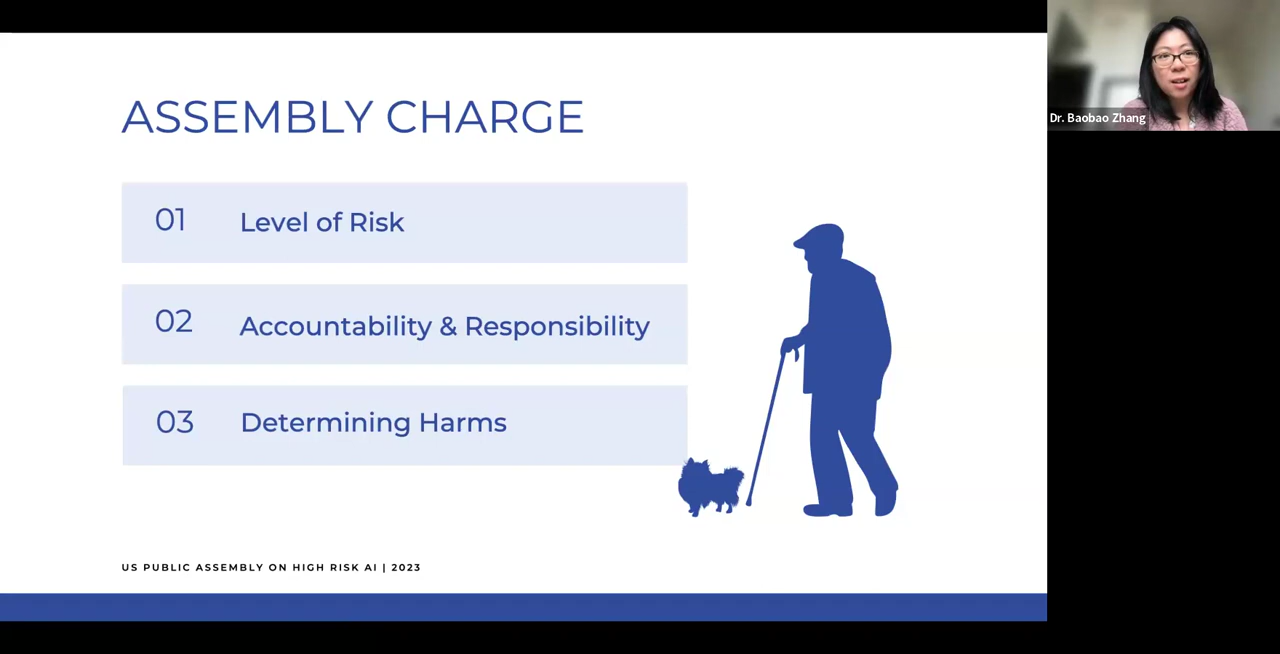 ASSEMBLY CHARGE
01 Level of Risk
02 Accountability & Responsibility
03 Determining Harms
US PUBLIC ASSEMBLY ON HIGH RISK AI | 2023
Dr. Baobao Zhang